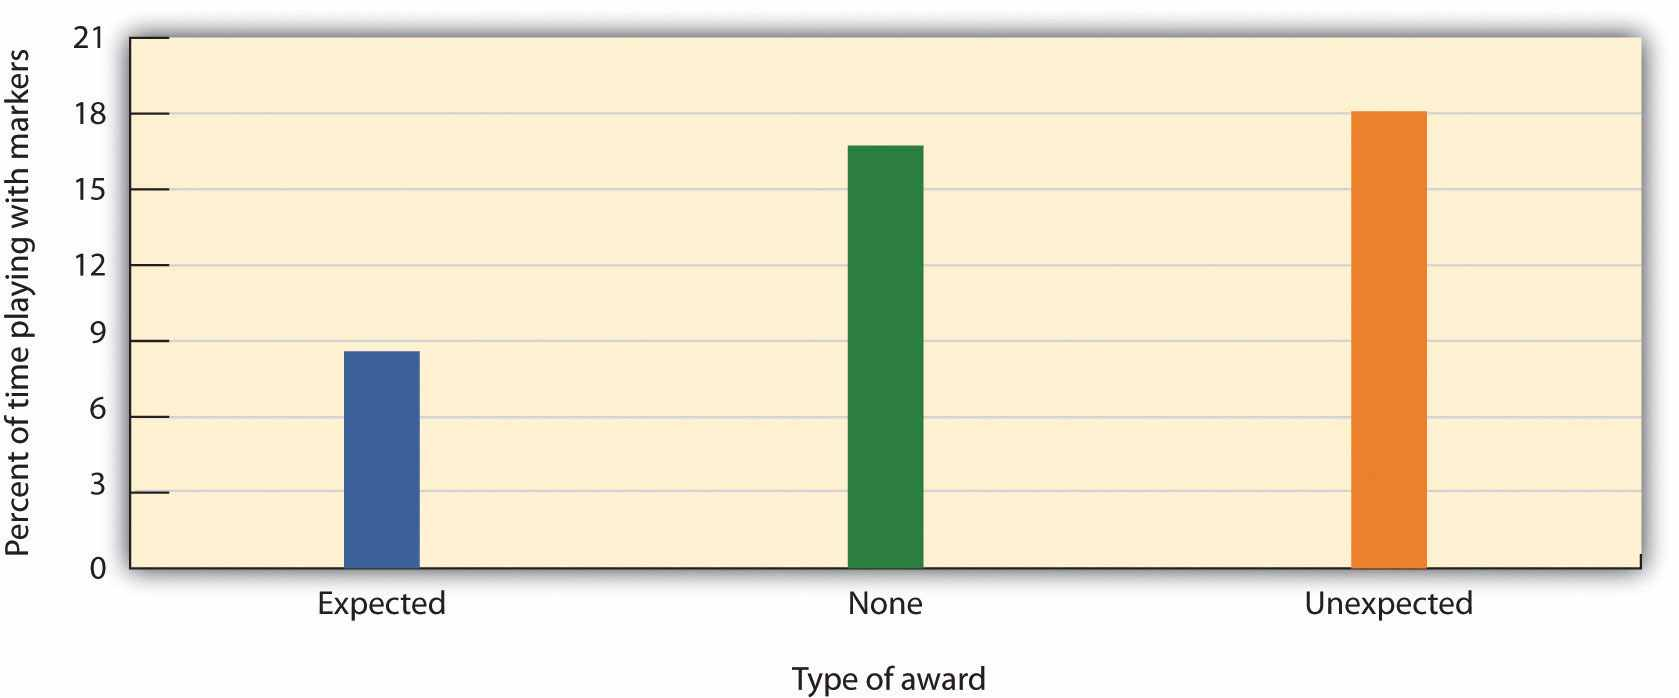 Percent of time playing with markers
21
18
15
12
9
6
3
0
Expected None Unexpected
Type of award